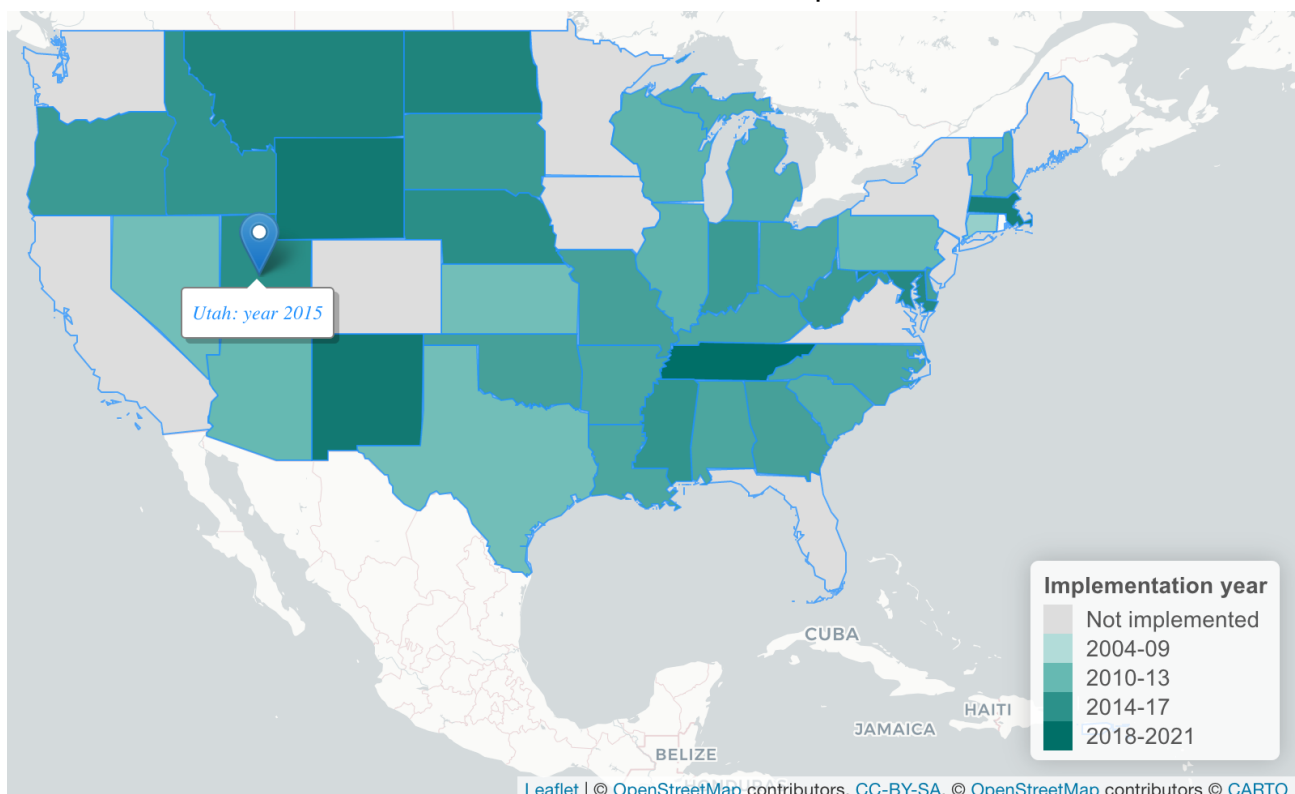 Utah: year 2015
Implementation year
Not implemented
2004-09
2010-13
2014-17
2018-2021
CUBA
HAITI
JAMAICA
BELIZE
HONDURAS
Leaflet | © OpenStreetMap contributors, CC-BY-SA, © OpenStreetMap contributors © CARTO